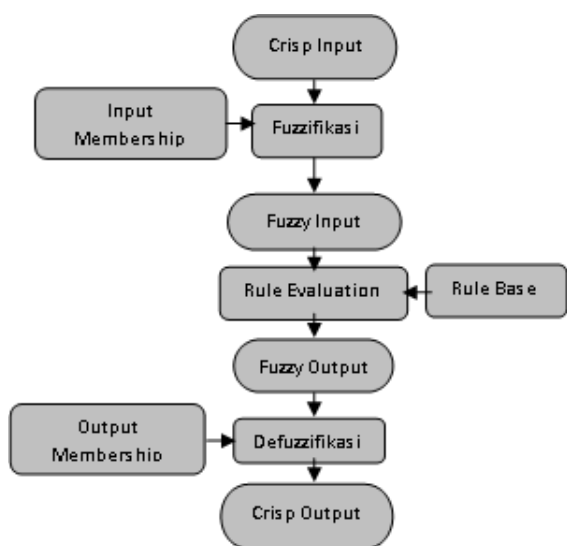 Crisp Input
Input
Membership
Fuzzifikasi
Fuzzy Input
Rule Evaluation
Rule Base
Fuzzy Output
Output
Membership
Defuzzifikasi
Crisp Output